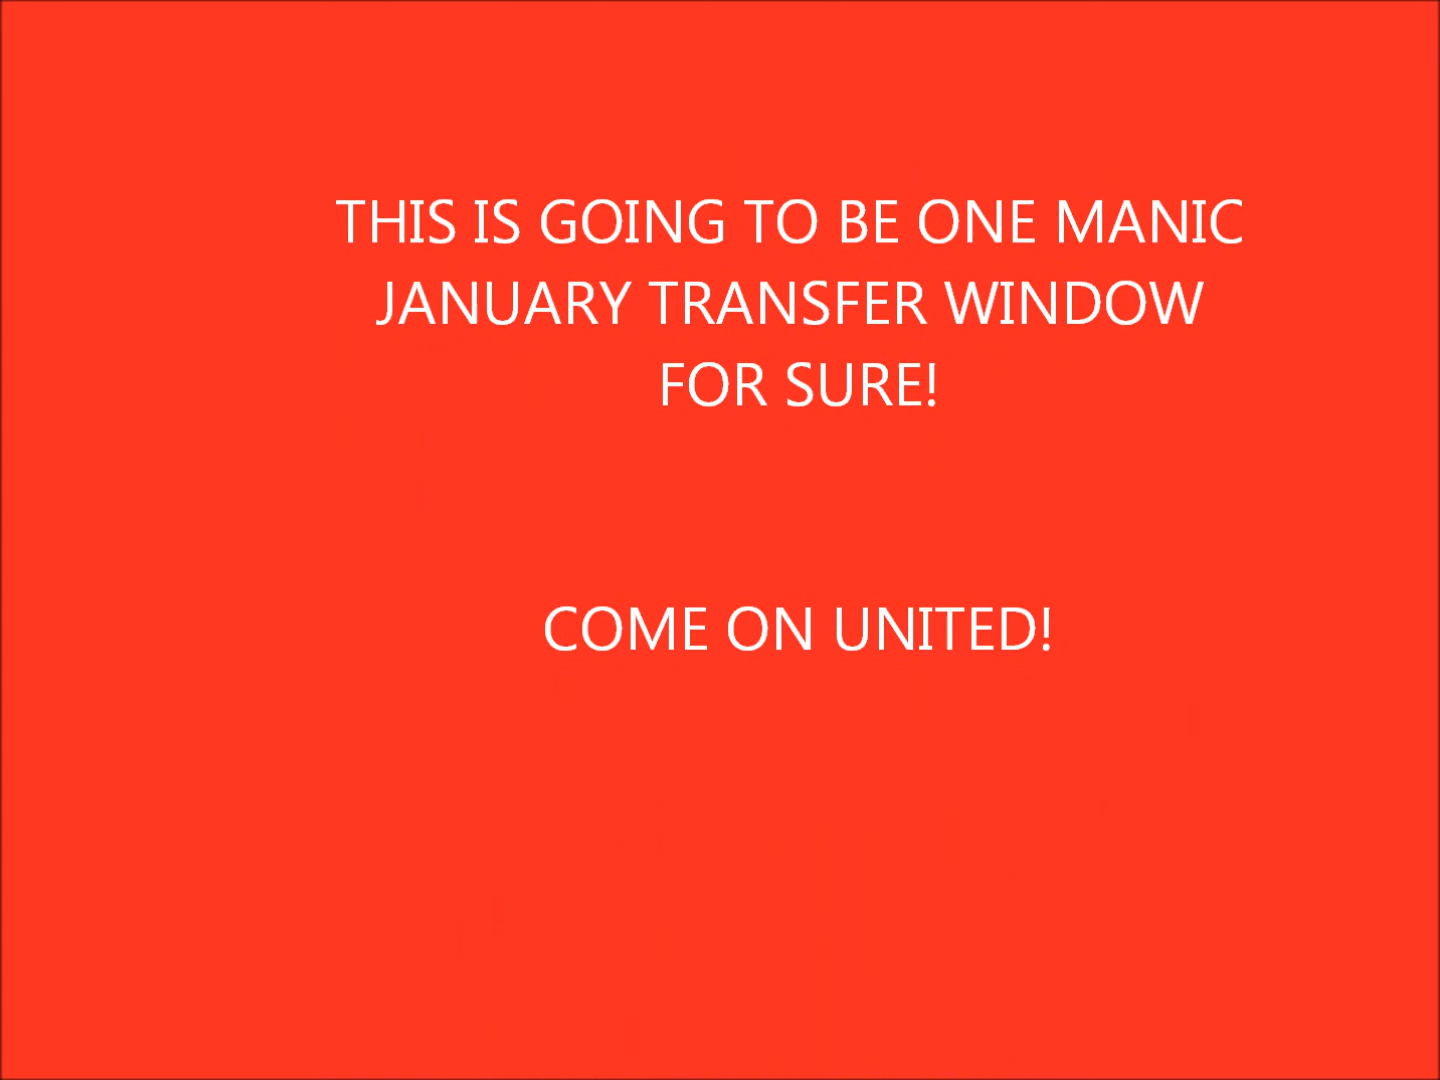 THIS IS GOING TO BE ONE MANIC
JANUARY TRANSFER WINDOW
FOR SURE!
COME ON UNITED!